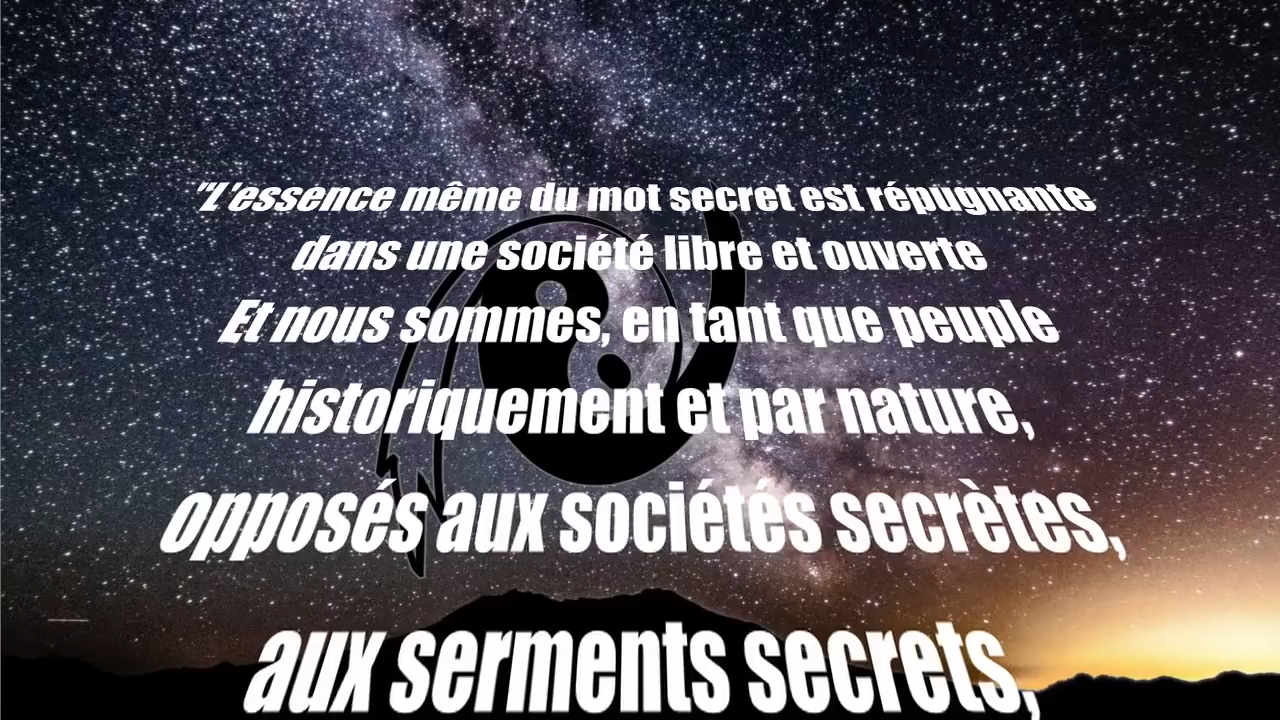 "L'essence même du mot secret est répugnante
dans une société libre et ouverte
Et nous sommes, en tant que peuple
historiquement et par nature,
opposés aux sociétés secrètes,
aux serments secrets,